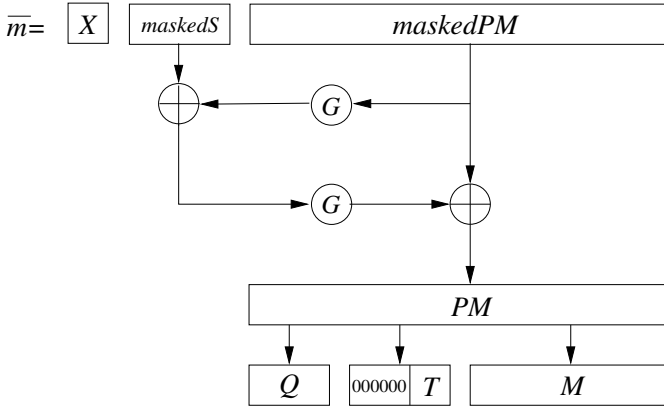 m̅= X maskedS maskedPM
G
G
PM
Q 000000 T M